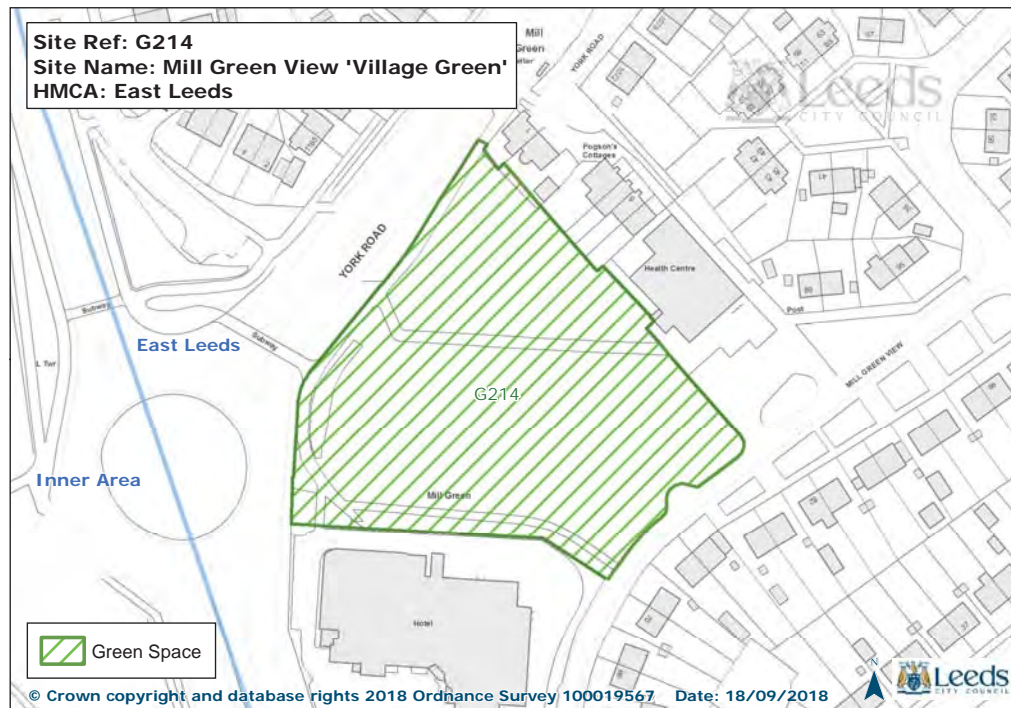 Site Ref: G214
Site Name: Mill Green View 'Village Green'
HMCA: East Leeds
Mill
Green
YORK ROAD
Leeds
CITY COUNCIL
Pogson's
Cottages
YORK ROAD
Health Centre
Post
Subway
Subway
East Leeds
L Twr
MILL GREEN VIEW
G214
Inner Area
Mill Green
Hotel
37
Green Space
N
© Crown copyright and database rights 2018 Ordnance Survey 100019567 Date: 18/09/2018
Leeds
CITY COUNCIL